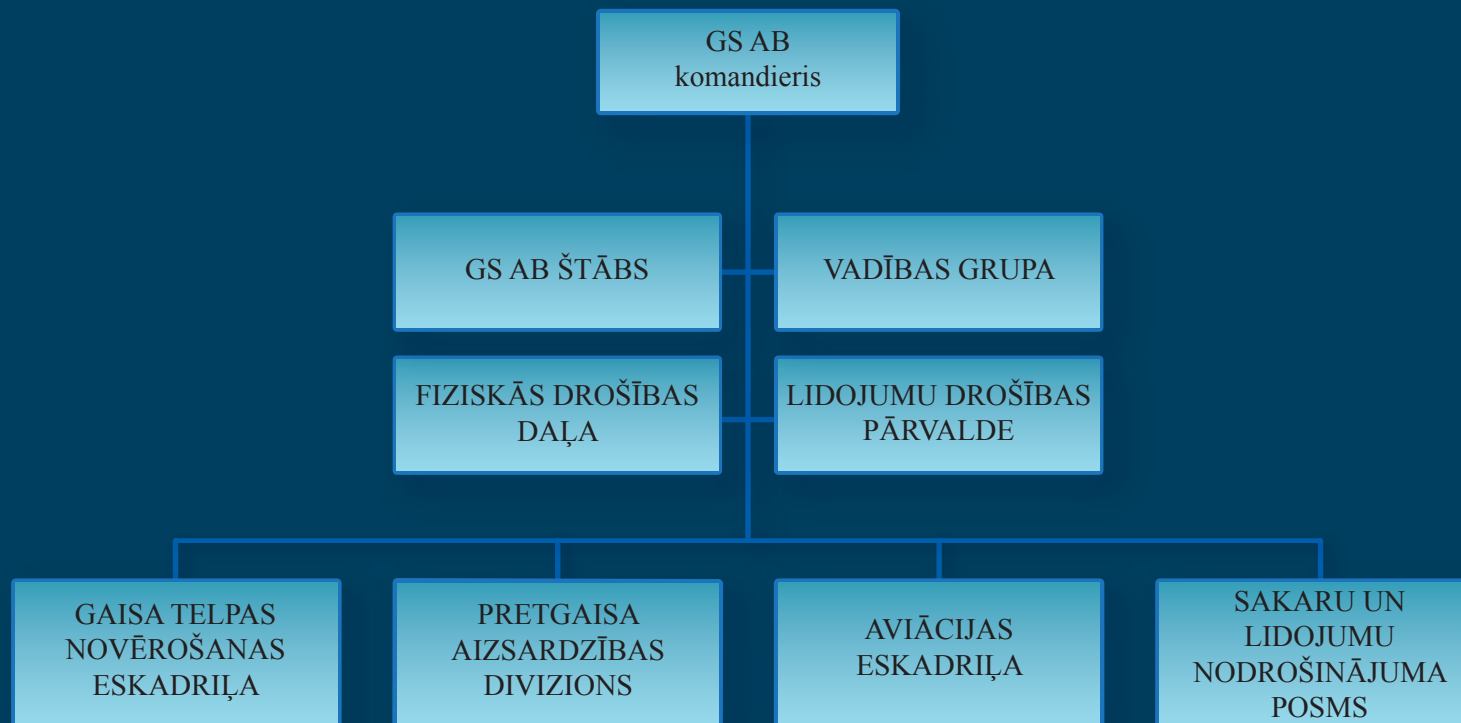 GS AB
komandieris
GS AB ŠTĀBS
VADĪBAS GRUPA
FIZISKĀS DROŠĪBAS
DAĻA
LIDOJUMU DROŠĪBAS
PĀRVALDE
GAISA TELPAS
NOVĒROŠANAS
ESKADRIĻA
PRETGAISA
AIZSARDZĪBAS
DIVIZIONS
AVIĀCIJAS
ESKADRIĻA
SAKARU UN
LIDOJUMU
NODROŠINĀJUMA
POSMS